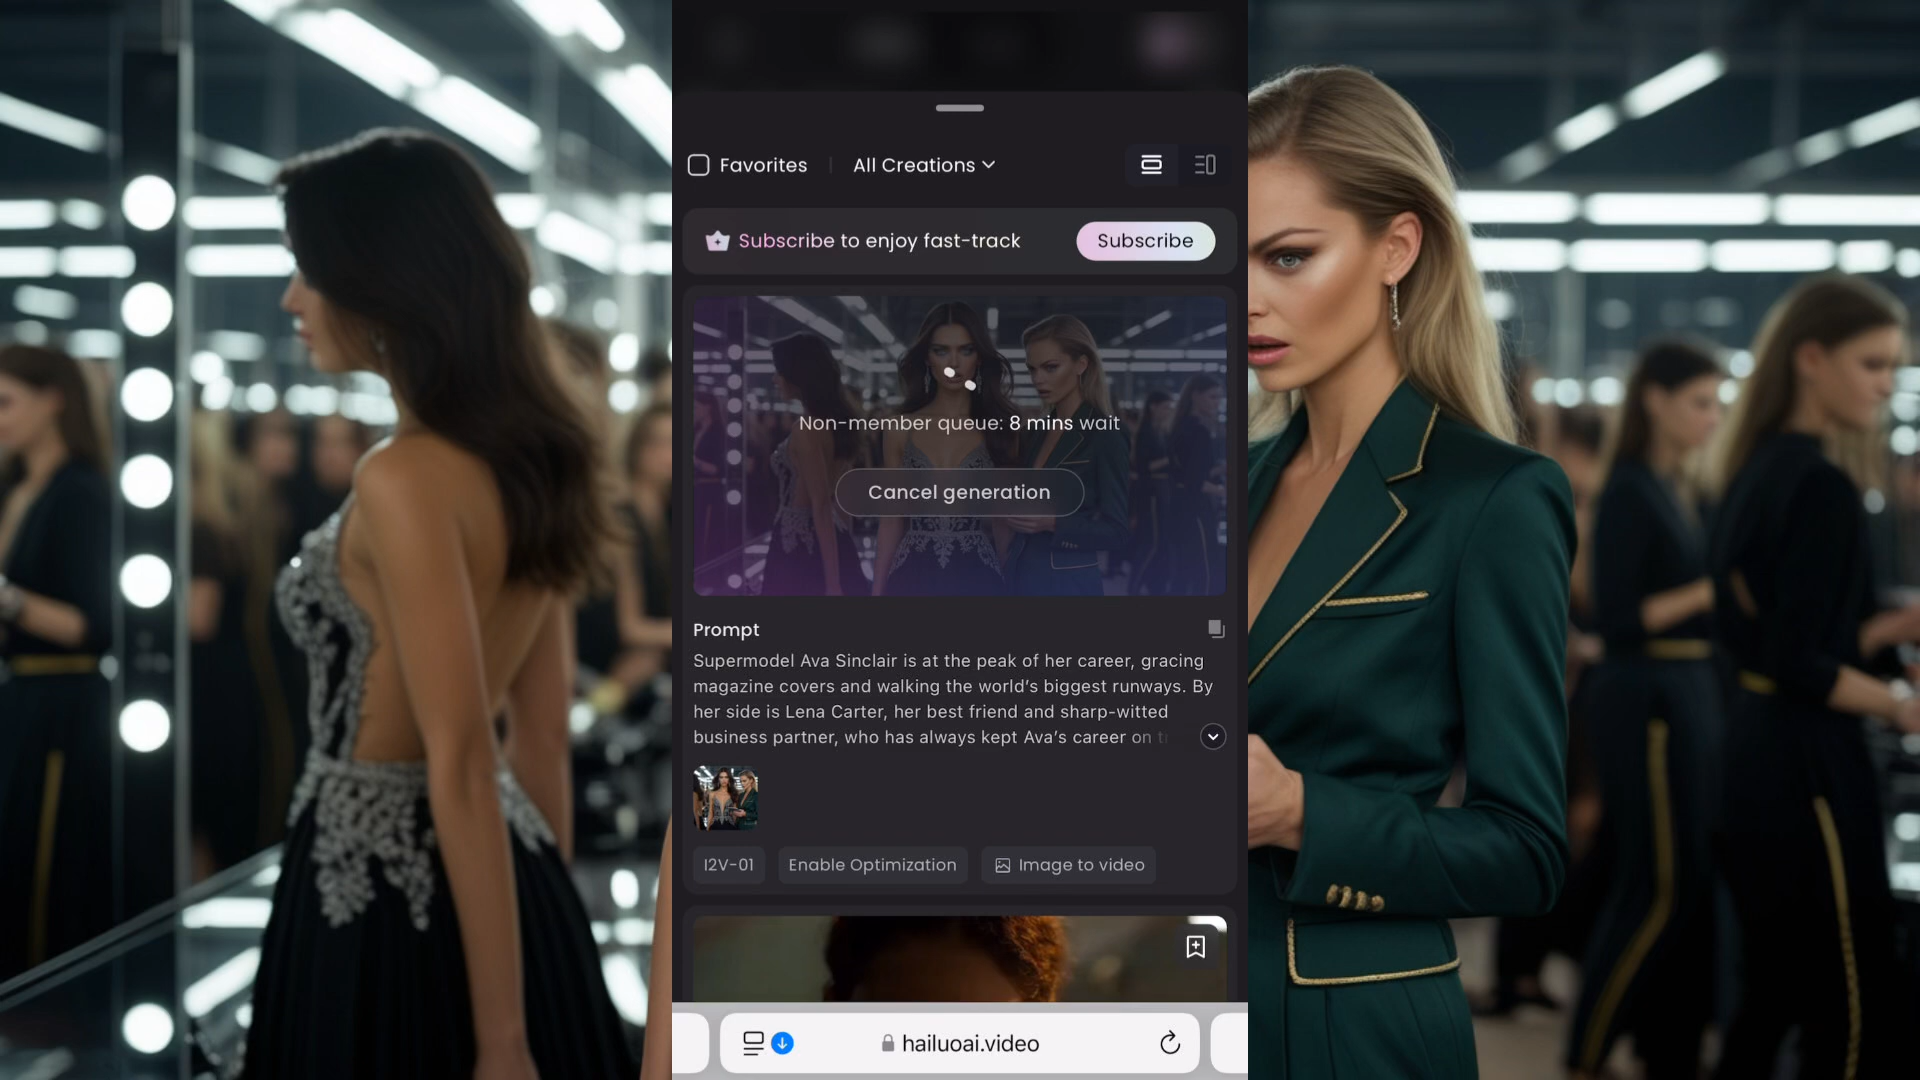 Favorites
All Creations
Subscribe to enjoy fast-track
Subscribe
Non-member queue: 8 mins wait
Cancel generation
Prompt
Supermodel Ava Sinclair is at the peak of her career, gracing
magazine covers and walking the world's biggest runways. By
her side is Lena Carter, her best friend and sharp-witted
business partner, who has always kept Ava's career on
I2V-01
Enable Optimization
Image to video
hailuoai.video